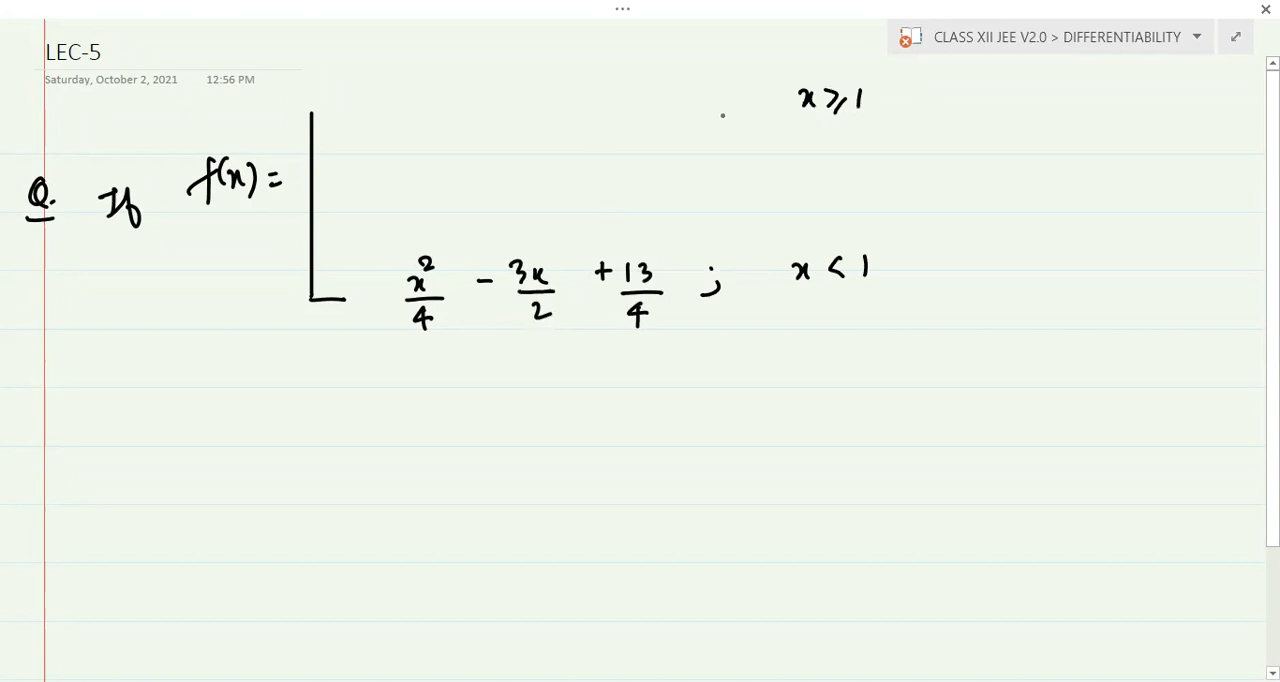 LEC-5
CLASS XII JEE V2.0 > DIFFERENTIABILITY
Saturday, October 2, 2021 12:56 PM
x ⩾ 1
Q. If f(x) =
x²/4 - 3x/2 + 13/4 ; x < 1